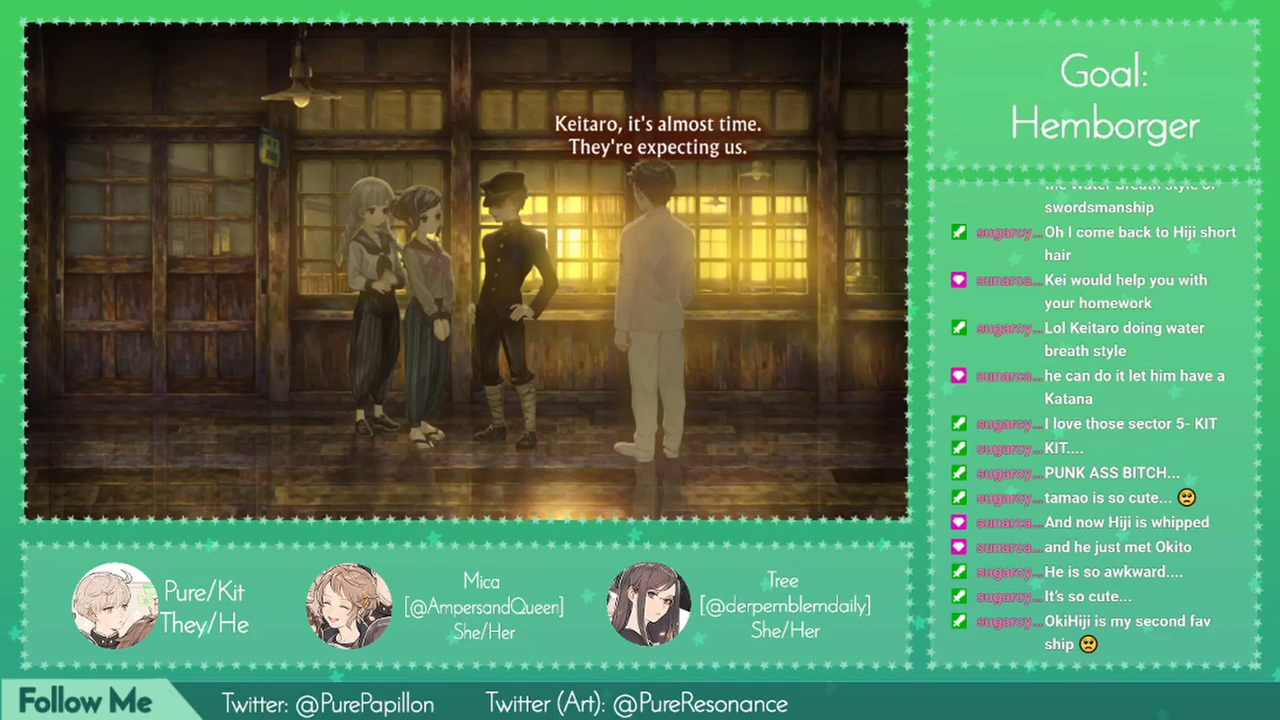 Keitaro, it's almost time.
They're expecting us.
Goal:
Hemborger
swordsmanship
sugarcy... Oh I come back to Hiji short
hair
sunarca... Kei would help you with
your homework
sugarcy... Lol Keitaro doing water
breath style
sunarca... he can do it let him have a
Katana
sugarcy... I love those sector 5- KIT
sugarcy... KIT....
sugarcy... PUNK ASS BITCH...
sugarcy... tamao is so cute... 🥺
sunarca... And now Hiji is whipped
sunarca... and he just met Okito
sugarcy... He is so awkward....
sugarcy... It's so cute...
sugarcy... OkiHiji is my second fav
ship 🥺
Pure/Kit
They/He
Mica
[@AmpersandQueen]
She/Her
Tree
[@derpemblemdaily]
She/Her
Follow Me
Twitter: @PurePapillon
Twitter (Art): @PureResonance